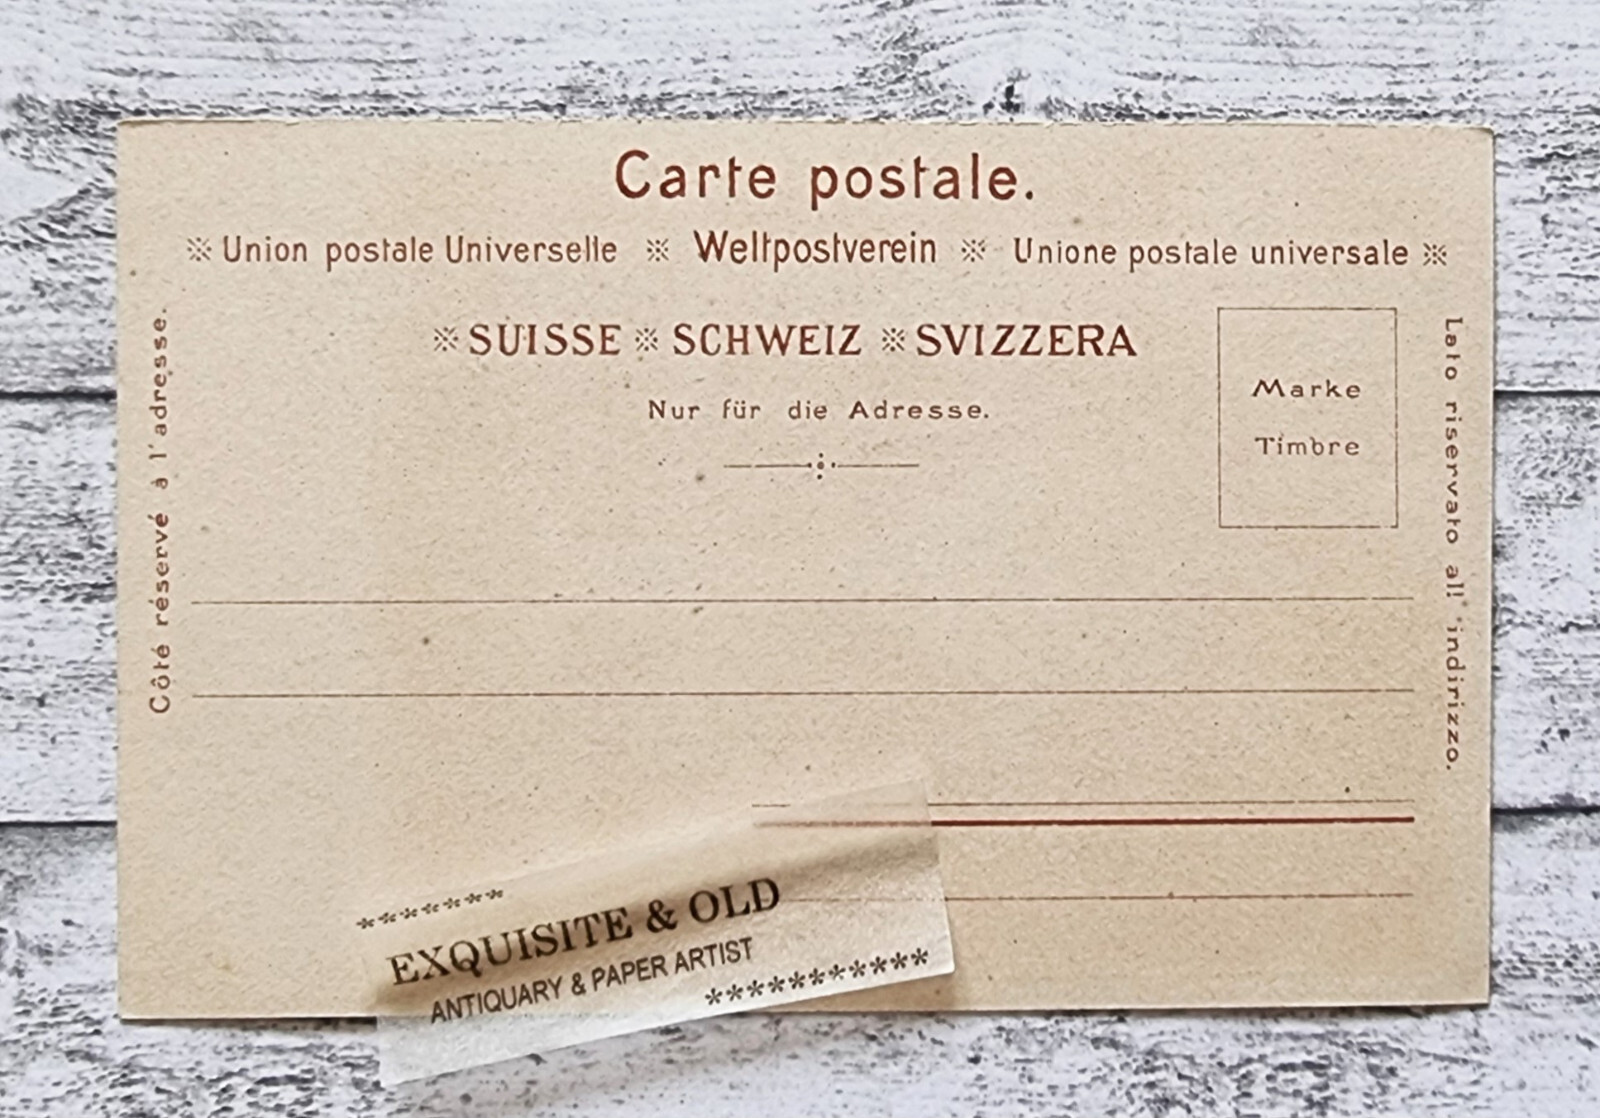 Carte postale.
※ Union postale Universelle ※ Weltpostverein ※ Unione postale universale ※
※ SUISSE ※ SCHWEIZ ※ SVIZZERA
Nur für die Adresse.
Marke
Timbre
Côté réservé à l'adresse.
Lato riservato all'indirizzo.
*******
EXQUISITE & OLD
ANTIQUARY & PAPER ARTIST
***********